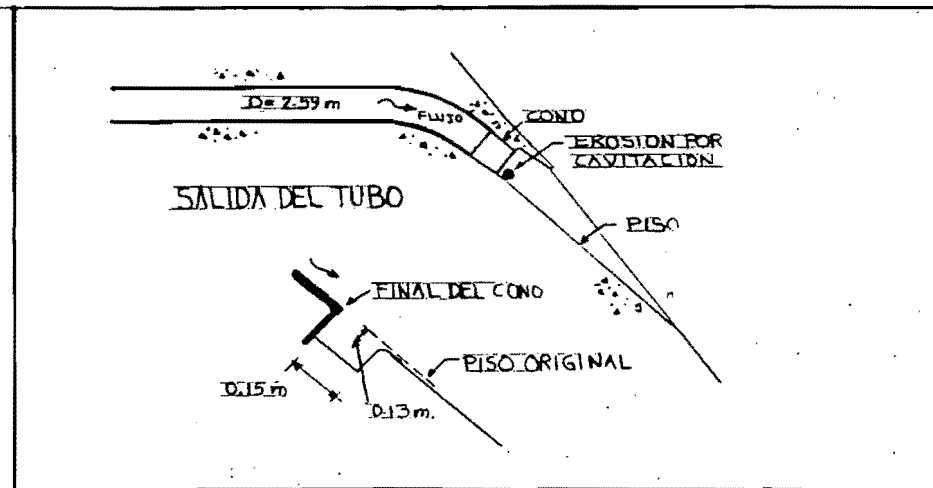 D= 2.59 m
FLUJO
CONO
EROSION POR
CAVITACION
SALIDA DEL TUBO
PISO
FINAL DEL CONO
PISO ORIGINAL
0.15 m
0.13 m.